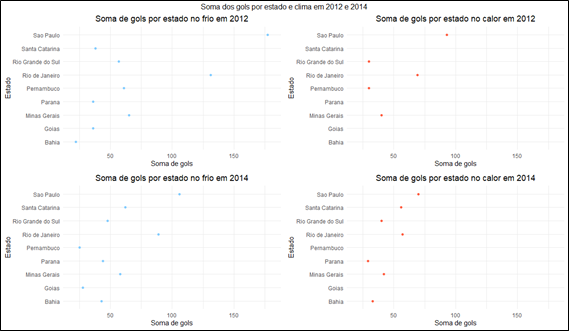 Soma dos gols por estado e clima em 2012 e 2014
Soma de gols por estado no frio em 2012
Estado
Sao Paulo
Santa Catarina
Rio Grande do Sul
Rio de Janeiro
Pernambuco
Parana
Minas Gerais
Goias
Bahia
50 100 150
Soma de gols
Soma de gols por estado no calor em 2012
Estado
Sao Paulo
Santa Catarina
Rio Grande do Sul
Rio de Janeiro
Pernambuco
Parana
Minas Gerais
Goias
Bahia
50 100 150
Soma de gols
Soma de gols por estado no frio em 2014
Estado
Sao Paulo
Santa Catarina
Rio Grande do Sul
Rio de Janeiro
Pernambuco
Parana
Minas Gerais
Goias
Bahia
50 100 150
Soma de gols
Soma de gols por estado no calor em 2014
Estado
Sao Paulo
Santa Catarina
Rio Grande do Sul
Rio de Janeiro
Pernambuco
Parana
Minas Gerais
Goias
Bahia
50 100 150
Soma de gols